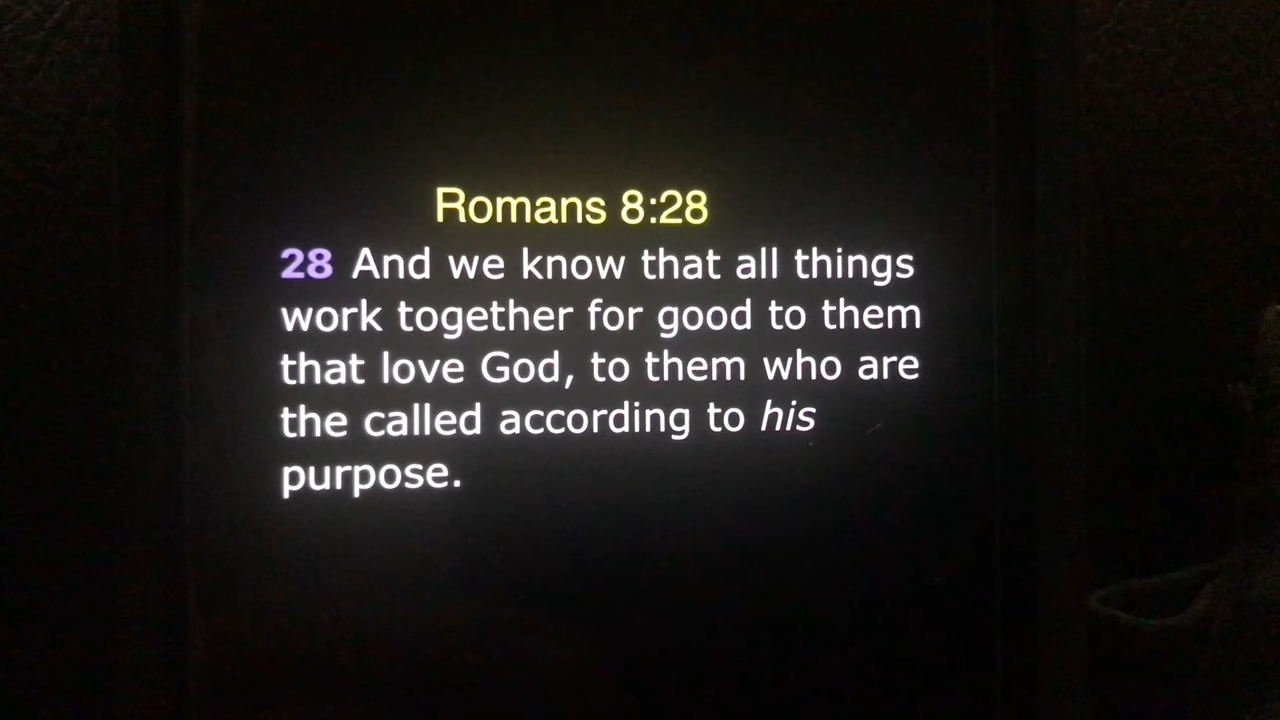 Romans 8:28
28 And we know that all things
work together for good to them
that love God, to them who are
the called according to his
purpose.